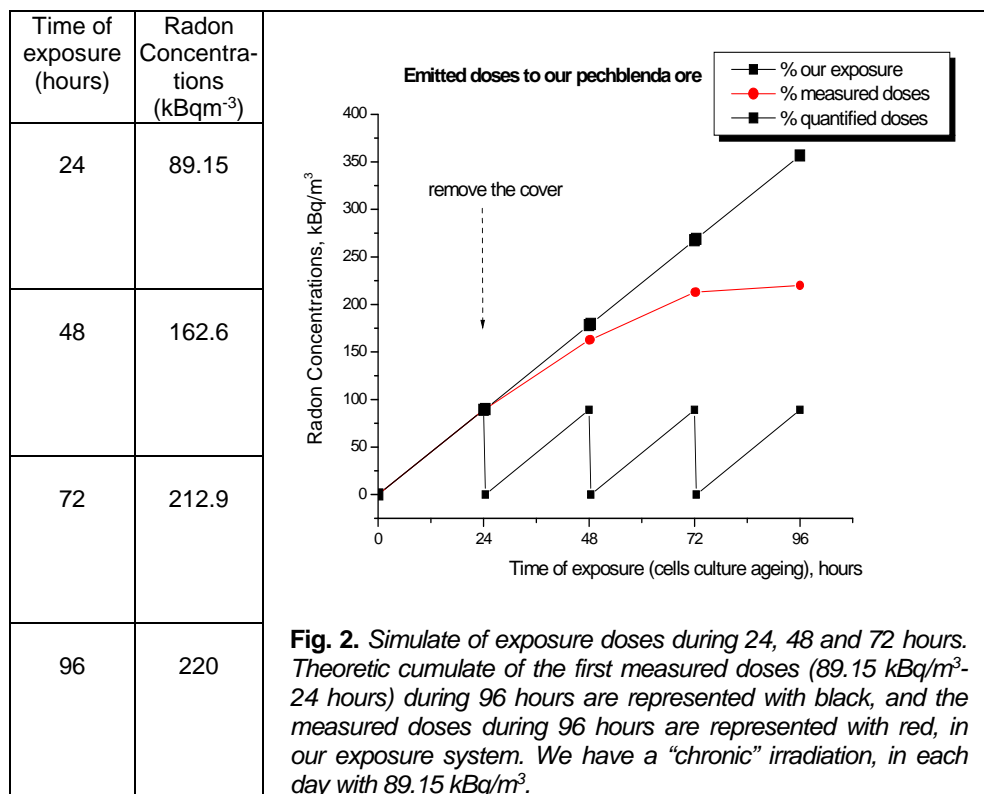 Time of
exposure
(hours)
Radon
Concentra-
tions
(kBqm⁻³)
24
89.15
48
162.6
72
212.9
96
220
Emitted doses to our pechblenda ore
% our exposure
% measured doses
% quantified doses
400
350
300
250
200
150
100
50
0
Radon Concentrations, kBq/m³
remove the cover
0 24 48 72 96
Time of exposure (cells culture ageing), hours
Fig. 2. Simulate of exposure doses during 24, 48 and 72 hours.
Theoretic cumulate of the first measured doses (89.15 kBq/m³-
24 hours) during 96 hours are represented with black, and the
measured doses during 96 hours are represented with red, in
our exposure system. We have a “chronic” irradiation, in each
day with 89.15 kBq/m³.